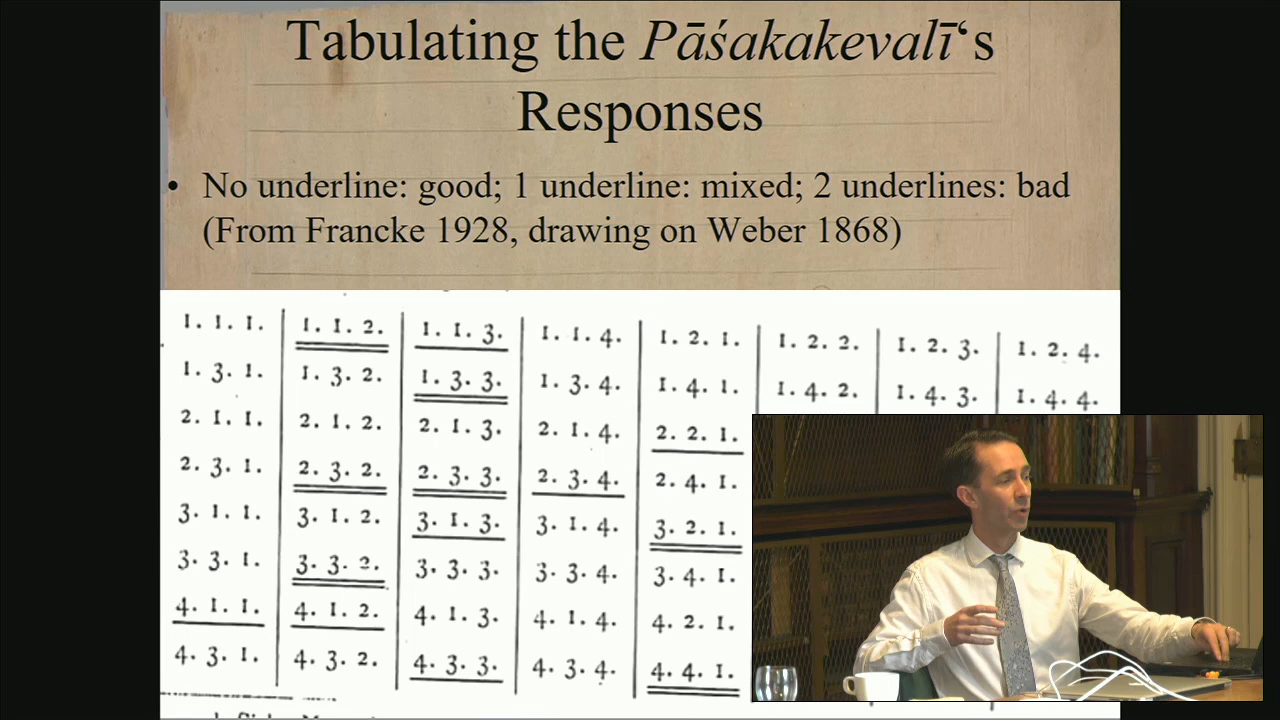 Tabulating the Pāśakakevalī‘s
Responses
• No underline: good; 1 underline: mixed; 2 underlines: bad
(From Francke 1928, drawing on Weber 1868)
1. 1. 1. 1. 1. 2. 1. 1. 3. 1. 1. 4. 1. 2. 1. 1. 2. 2. 1. 2. 3. 1. 2. 4.
1. 3. 1. 1. 3. 2. 1. 3. 3. 1. 3. 4. 1. 4. 1. 1. 4. 2. 1. 4. 3. 1. 4. 4.
2. 1. 1. 2. 1. 2. 2. 1. 3. 2. 1. 4. 2. 2. 1.
2. 3. 1. 2. 3. 2. 2. 3. 3. 2. 3. 4. 2. 4. 1.
3. 1. 1. 3. 1. 2. 3. 1. 3. 3. 1. 4. 3. 2. 1.
3. 3. 1. 3. 3. 2. 3. 3. 3. 3. 3. 4. 3. 4. 1.
4. 1. 1. 4. 1. 2. 4. 1. 3. 4. 1. 4. 4. 2. 1.
4. 3. 1. 4. 3. 2. 4. 3. 3. 4. 3. 4. 4. 4. 1.